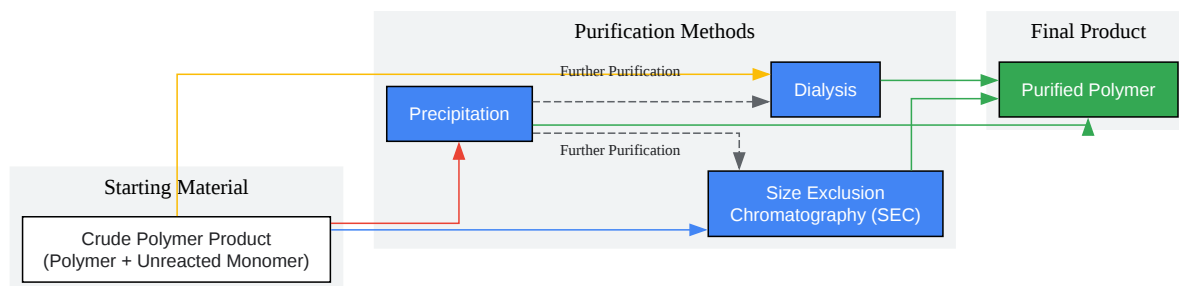 Purification Methods
Final Product
Further Purification
Dialysis
Purified Polymer
Precipitation
Further Purification
Starting Material
Size Exclusion
Chromatography (SEC)
Crude Polymer Product
(Polymer + Unreacted Monomer)